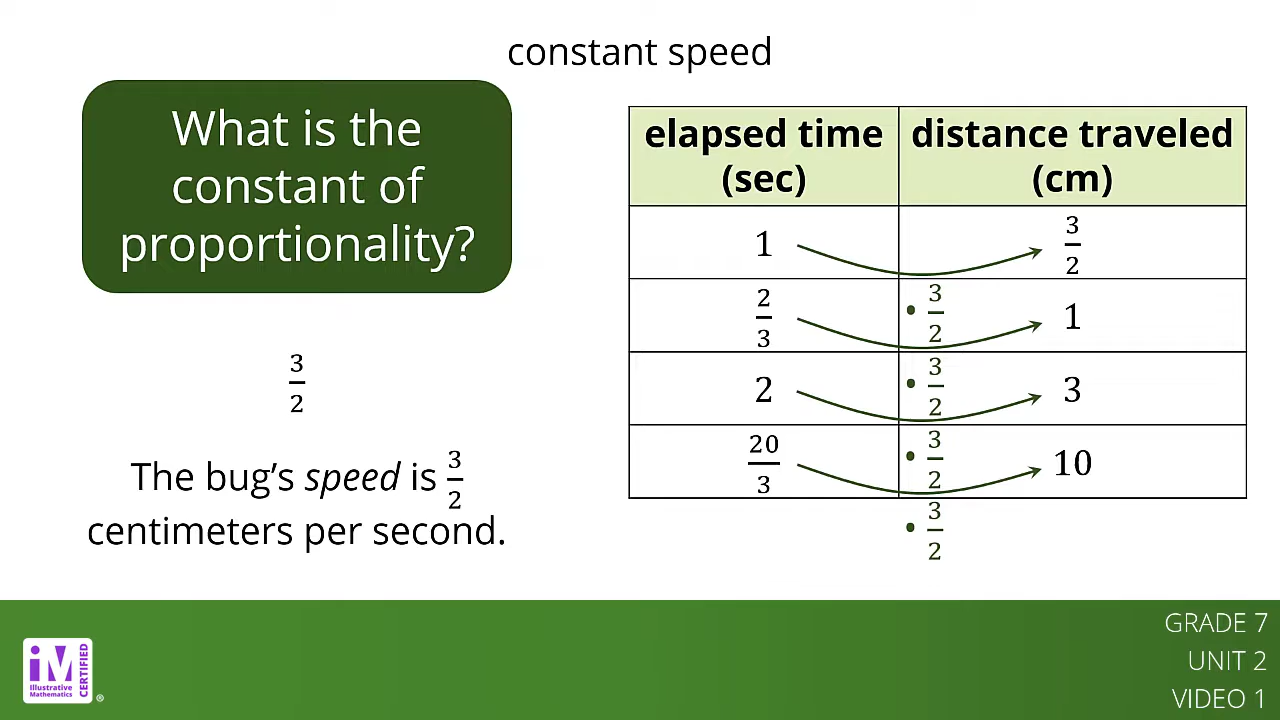 constant speed
What is the
constant of
proportionality?
3/2
The bug's speed is 3/2
centimeters per second.
elapsed time (sec) distance traveled (cm)
1 3/2
• 3/2
2/3 1
• 3/2
2 3
• 3/2
20/3 10
• 3/2
iM CERTIFIED
Illustrative
Mathematics
®
GRADE 7
UNIT 2
VIDEO 1